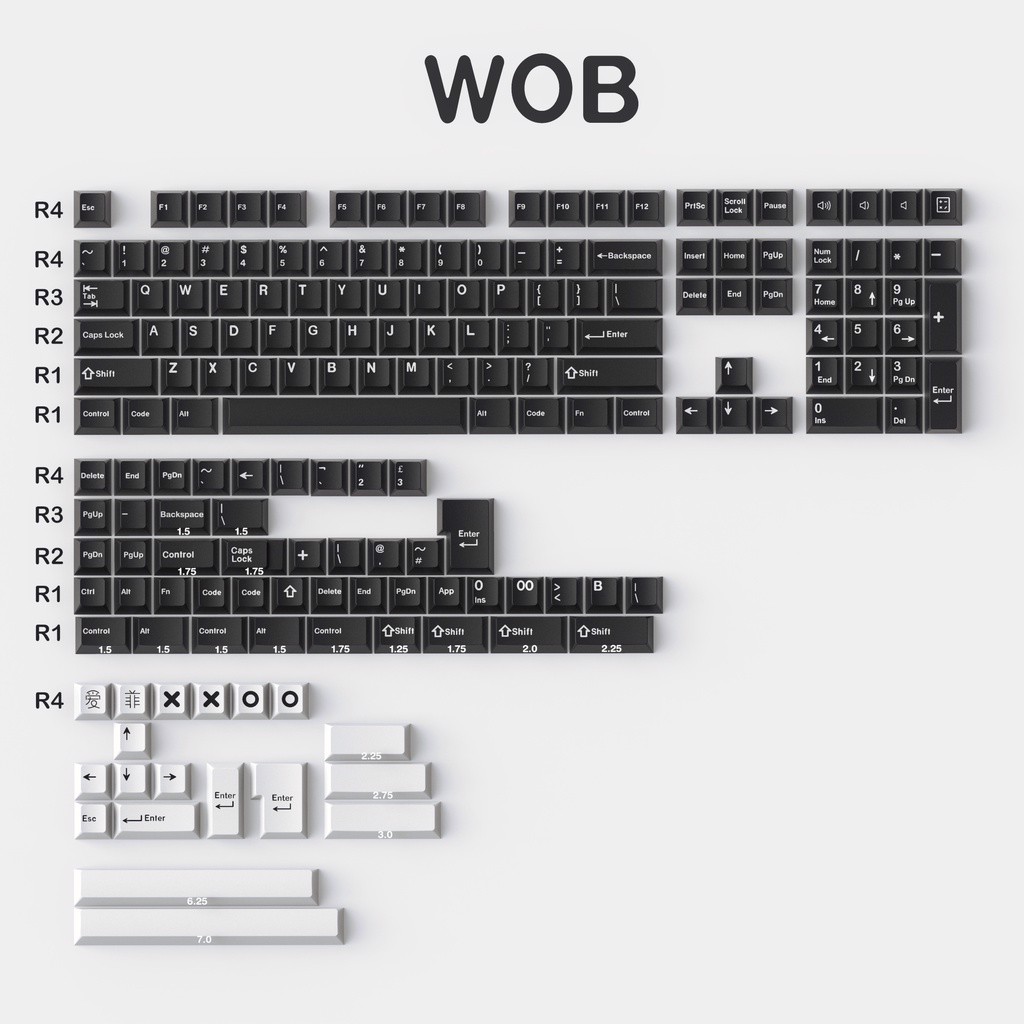 WOB
R4 Esc F1 F2 F3 F4 F5 F6 F7 F8 F9 F10 F11 F12 PrtSc Scroll Lock Pause
R4 ~ ` ! 1 @ 2 # 3 $ 4 % 5 ^ 6 & 7 * 8 ( 9 ) 0 _ - + = ←Backspace Insert Home PgUp Num Lock / * −
R3 Tab Q W E R T Y U I O P { [ } ] | \ Delete End PgDn 7 Home 8 ↑ 9 Pg Up +
R2 Caps Lock A S D F G H J K L : ; " ' Enter 4 ← 5 6 →
R1 ⇧Shift Z X C V B N M < , > . ? / ⇧Shift ↑ 1 End 2 ↓ 3 Pg Dn Enter
R1 Control Code Alt Alt Code Fn Control ← ↓ → 0 Ins . Del
R4 Delete End PgDn ~ ← | \ ¬ " 2 £ 3
R3 PgUp − Backspace 1.5 | \ 1.5 Enter
R2 PgDn PgUp Control 1.75 Caps Lock 1.75 + | \ @ ' ~ #
R1 Ctrl Alt Fn Code Code ⇧ Delete End PgDn App 0 Ins 00 > < B | \
R1 Control 1.5 Alt 1.5 Control 1.5 Alt 1.5 Control 1.75 ⇧Shift 1.25 ⇧Shift 1.75 ⇧Shift 2.0 ⇧Shift 2.25
R4 X X O O
↑ 2.25
← ↓ → Enter Enter 2.75
Esc Enter 3.0
6.25
7.0